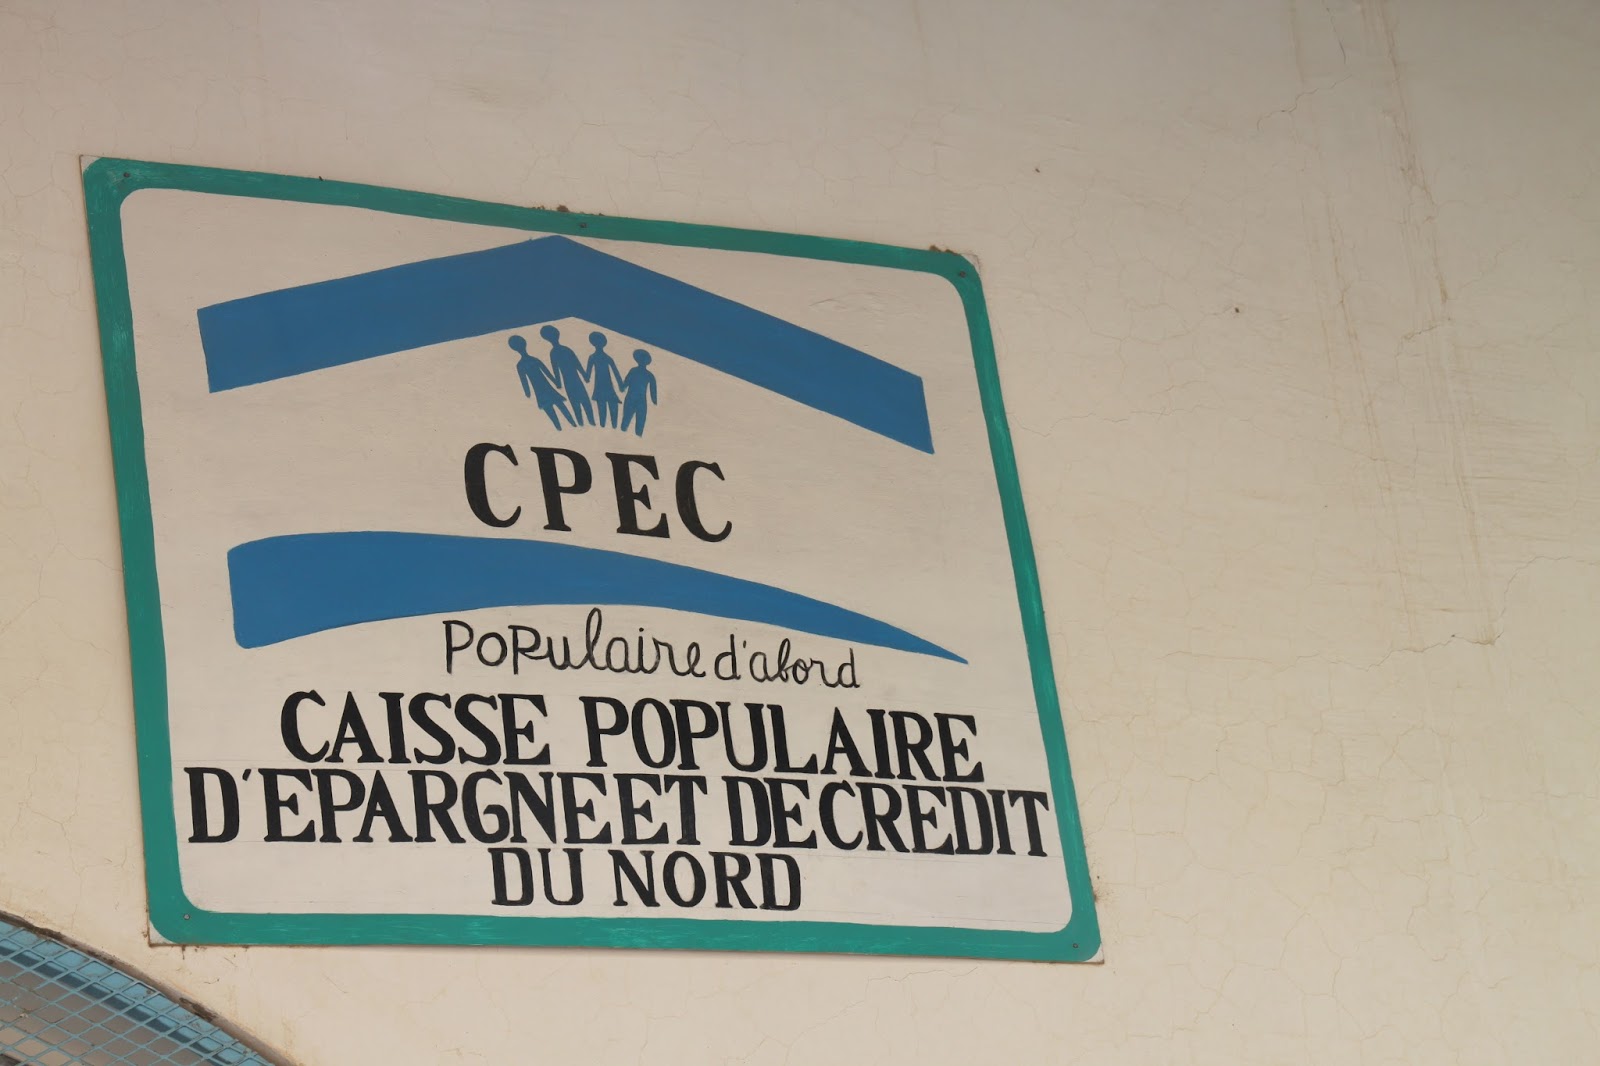 CPEC
Populaire d'abord
CAISSE POPULAIRE
D'EPARGNE ET DE CREDIT
DU NORD